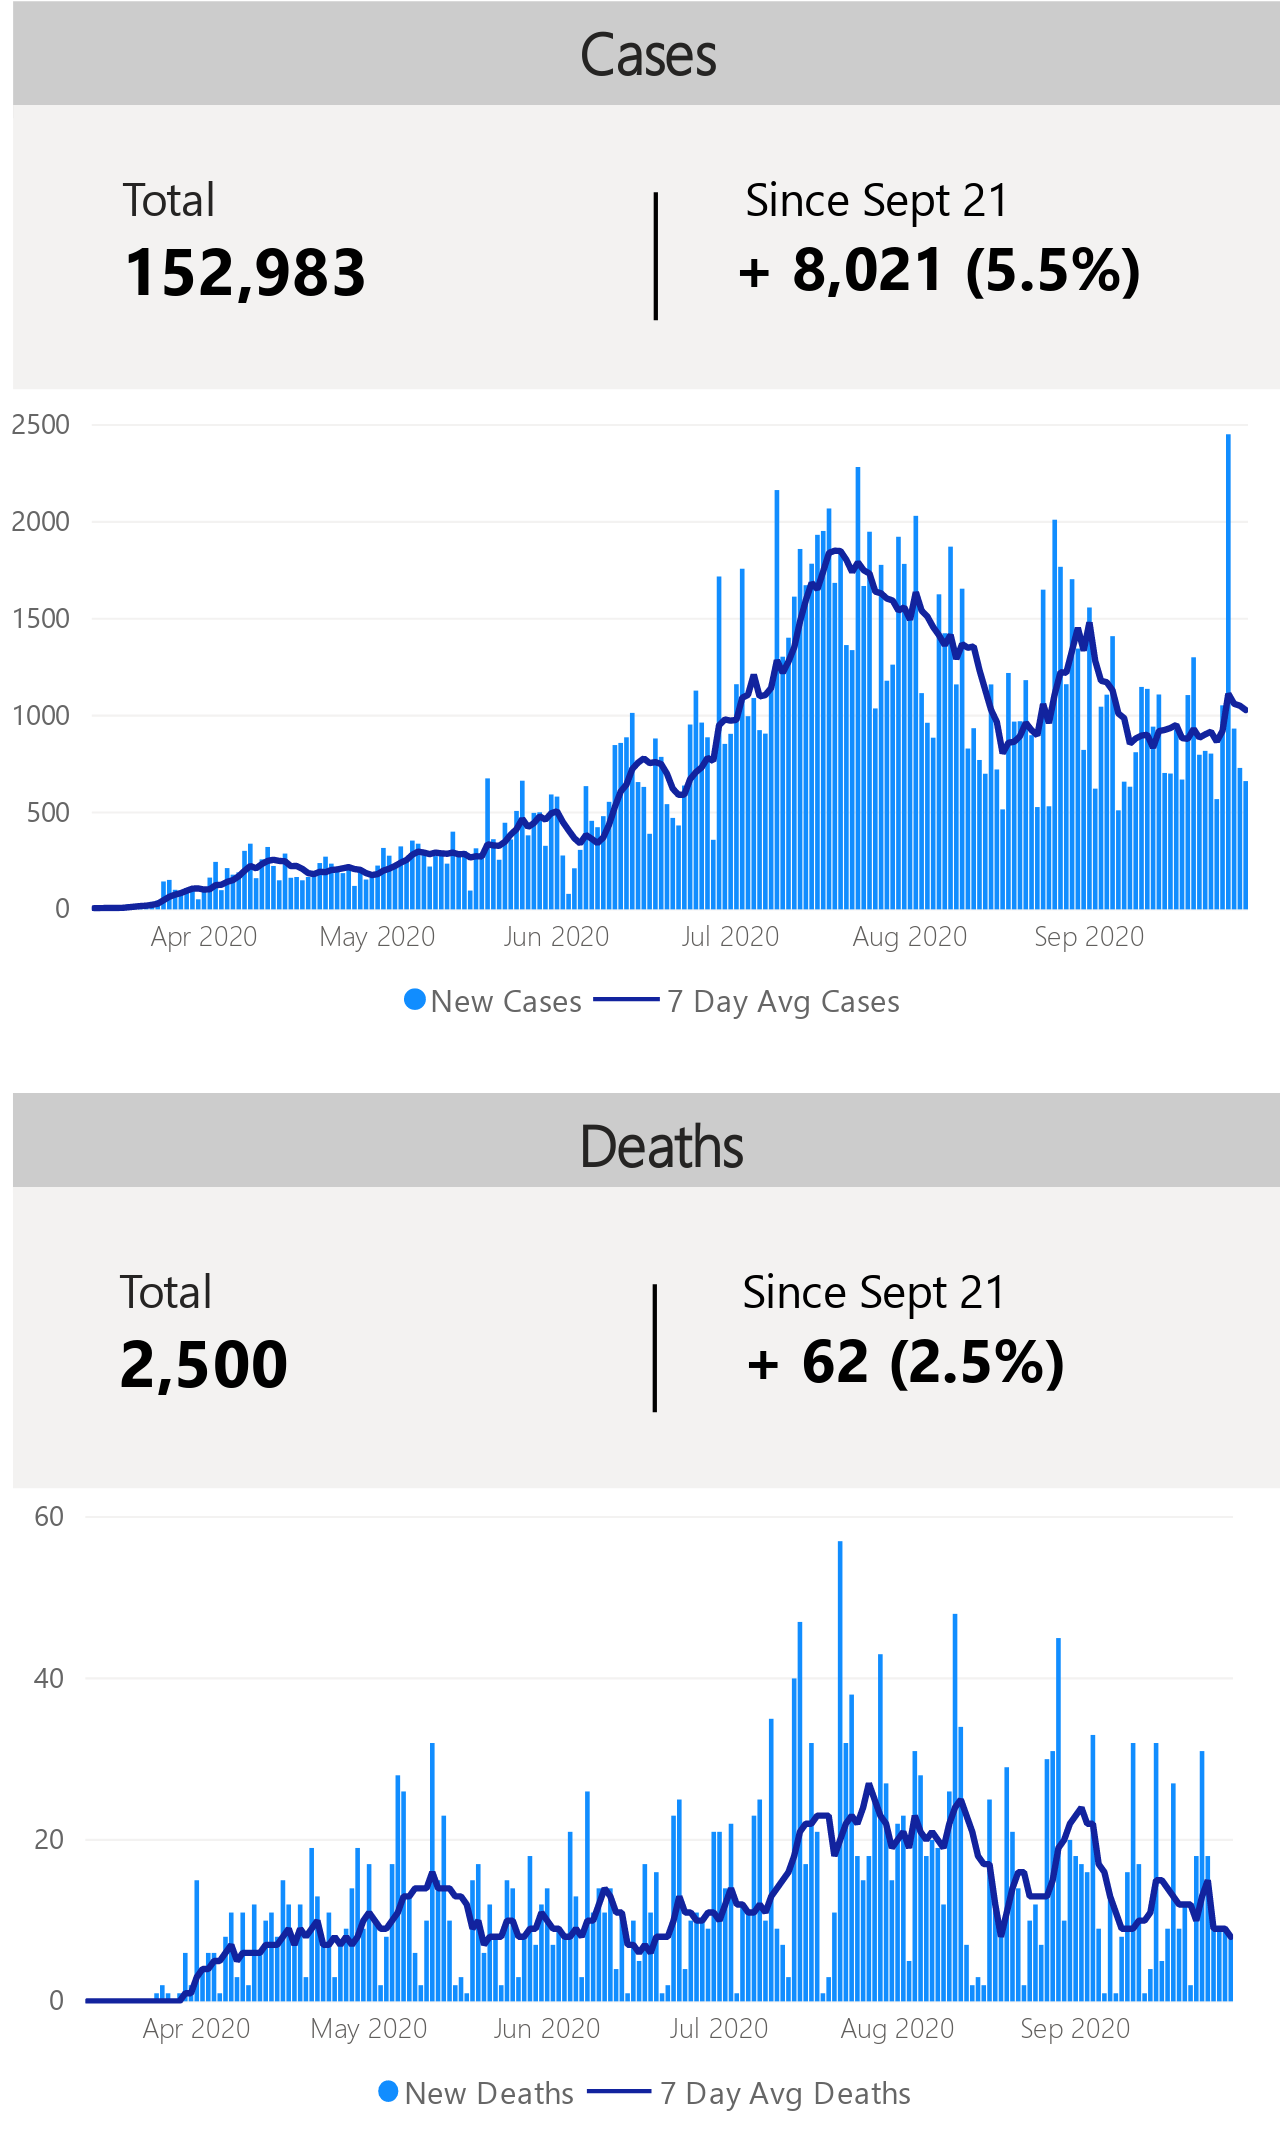 Cases
Total
152,983
Since Sept 21
+ 8,021 (5.5%)
2500
2000
1500
1000
500
0
Apr 2020 May 2020 Jun 2020 Jul 2020 Aug 2020 Sep 2020
New Cases 7 Day Avg Cases
Deaths
Total
2,500
Since Sept 21
+ 62 (2.5%)
60
40
20
0
Apr 2020 May 2020 Jun 2020 Jul 2020 Aug 2020 Sep 2020
New Deaths 7 Day Avg Deaths